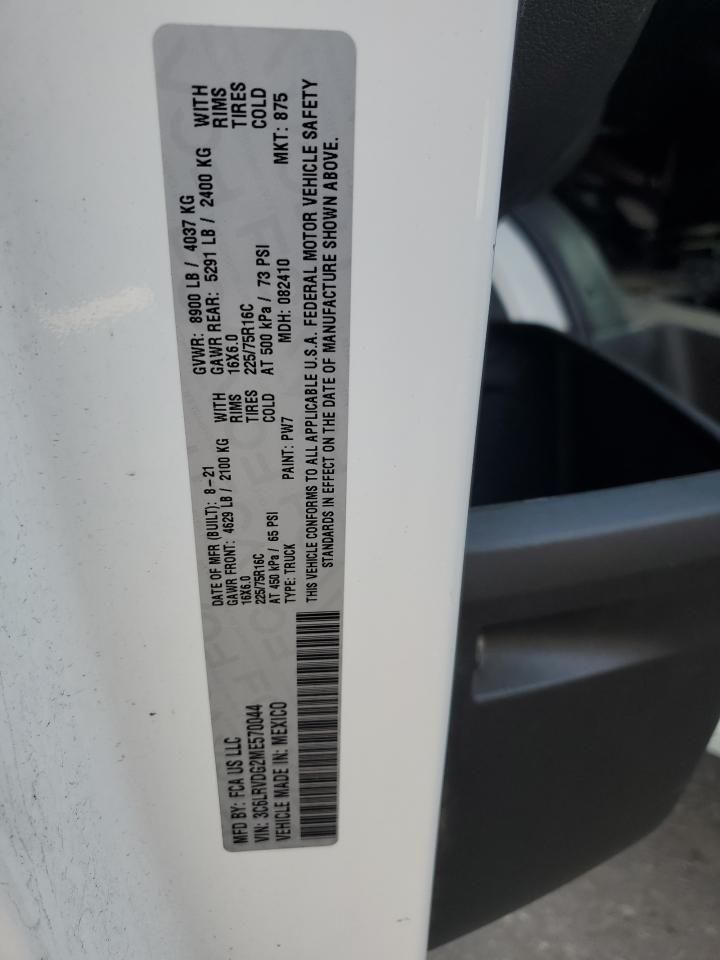 MFD BY: FCA US LLC
DATE OF MFR (BUILT): 8-21
GVWR: 8900 LB / 4037 KG
GAWR FRONT: 4629 LB / 2100 KG
WITH
GAWR REAR: 5291 LB / 2400 KG
WITH
16X6.0
RIMS
16X6.0
RIMS
225/75R16C
TIRES
225/75R16C
TIRES
AT 450 kPa / 65 PSI
COLD
AT 500 kPa / 73 PSI
COLD
VIN: 3C6LRVDG2ME570044
TYPE: TRUCK
PAINT: PW7
MDH: 082410
MKT: 875
VEHICLE MADE IN: MEXICO
THIS VEHICLE CONFORMS TO ALL APPLICABLE U.S.A. FEDERAL MOTOR VEHICLE SAFETY
STANDARDS IN EFFECT ON THE DATE OF MANUFACTURE SHOWN ABOVE.